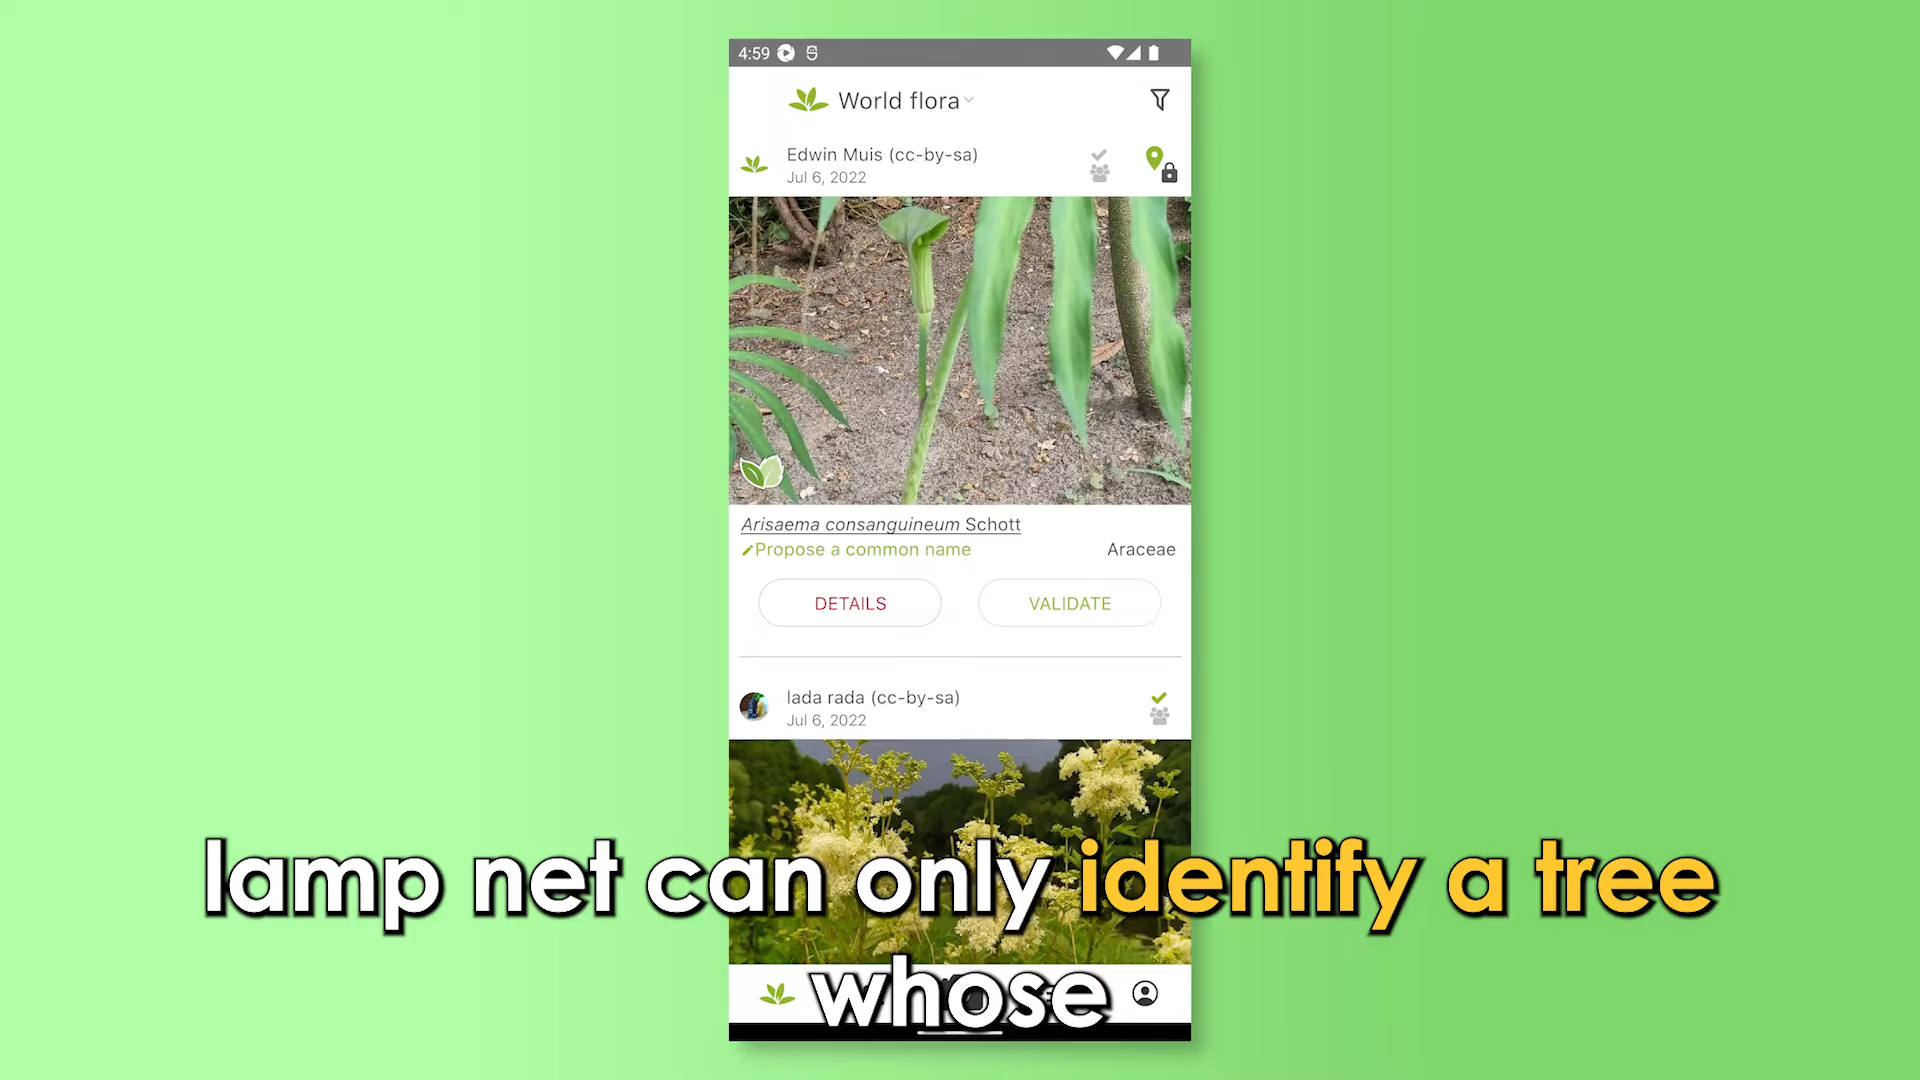 4:59
World flora
Edwin Muis (cc-by-sa)
Jul 6, 2022
Arisaema consanguineum Schott
Propose a common name
Araceae
DETAILS
VALIDATE
lada rada (cc-by-sa)
Jul 6, 2022
lamp net can only identify a tree
whose